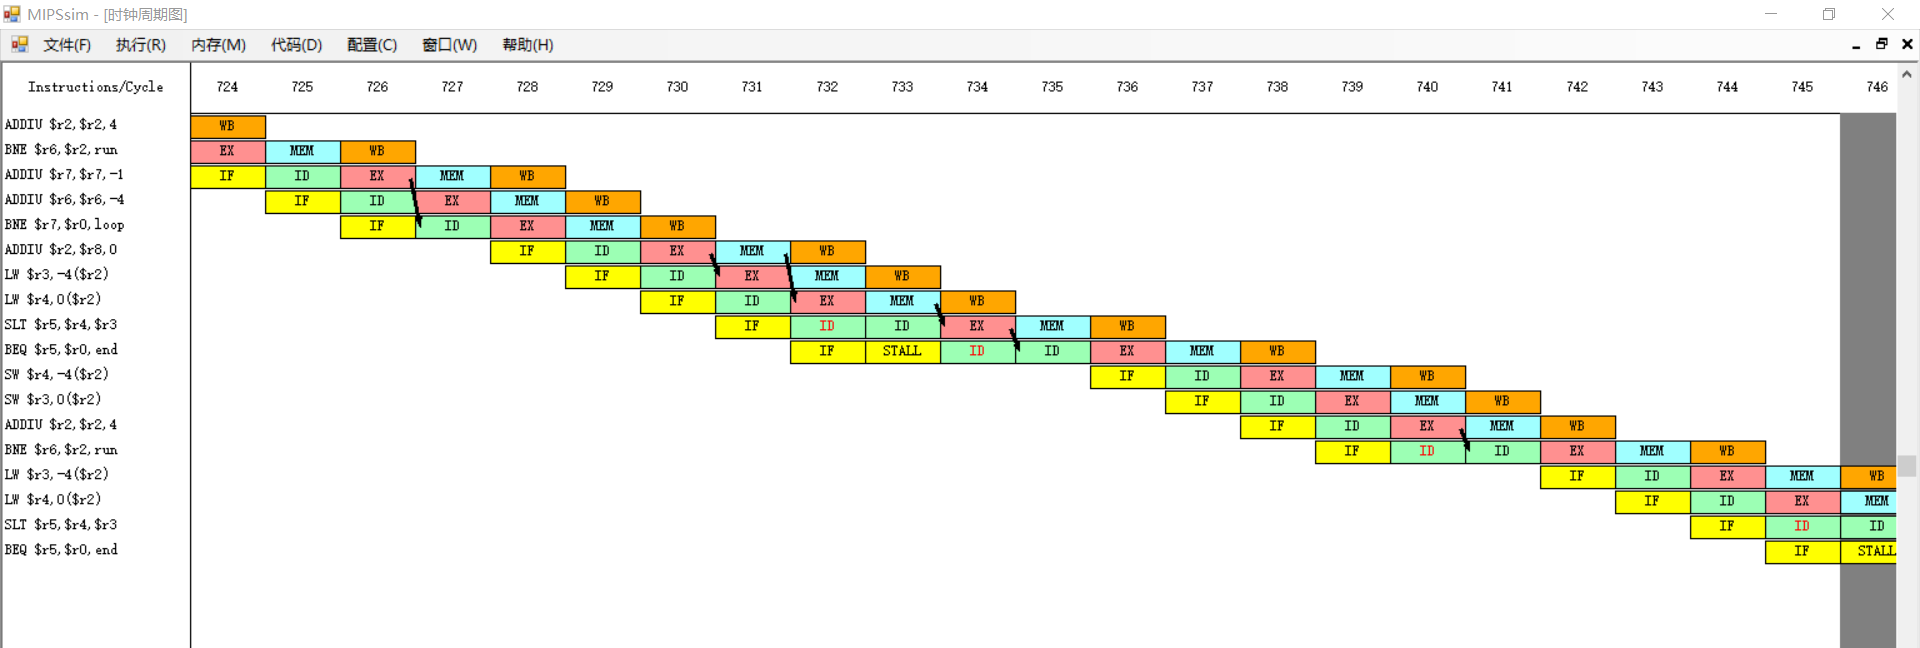 MIPSsim - [时钟周期图]
文件(F) 执行(R) 内存(M) 代码(D) 配置(C) 窗口(W) 帮助(H)
Instructions/Cycle 724 725 726 727 728 729 730 731 732 733 734 735 736 737 738 739 740 741 742 743 744 745 746
ADDIU $r2,$r2,4 WB
BNE $r6,$r2,run EX MEM WB
ADDIU $r7,$r7,-1 IF ID EX MEM WB
ADDIU $r6,$r6,-4 IF ID EX MEM WB
BNE $r7,$r0,loop IF ID EX MEM WB
ADDIU $r2,$r8,0 IF ID EX MEM WB
LW $r3,-4($r2) IF ID EX MEM WB
LW $r4,0($r2) IF ID EX MEM WB
SLT $r5,$r4,$r3 IF ID ID EX MEM WB
BEQ $r5,$r0,end IF STALL ID ID EX MEM WB
SW $r4,-4($r2) IF ID EX MEM WB
SW $r3,0($r2) IF ID EX MEM WB
ADDIU $r2,$r2,4 IF ID EX MEM WB
BNE $r6,$r2,run IF ID ID EX MEM WB
LW $r3,-4($r2) IF ID EX MEM WB
LW $r4,0($r2) IF ID EX MEM
SLT $r5,$r4,$r3 IF ID ID
BEQ $r5,$r0,end IF STALL